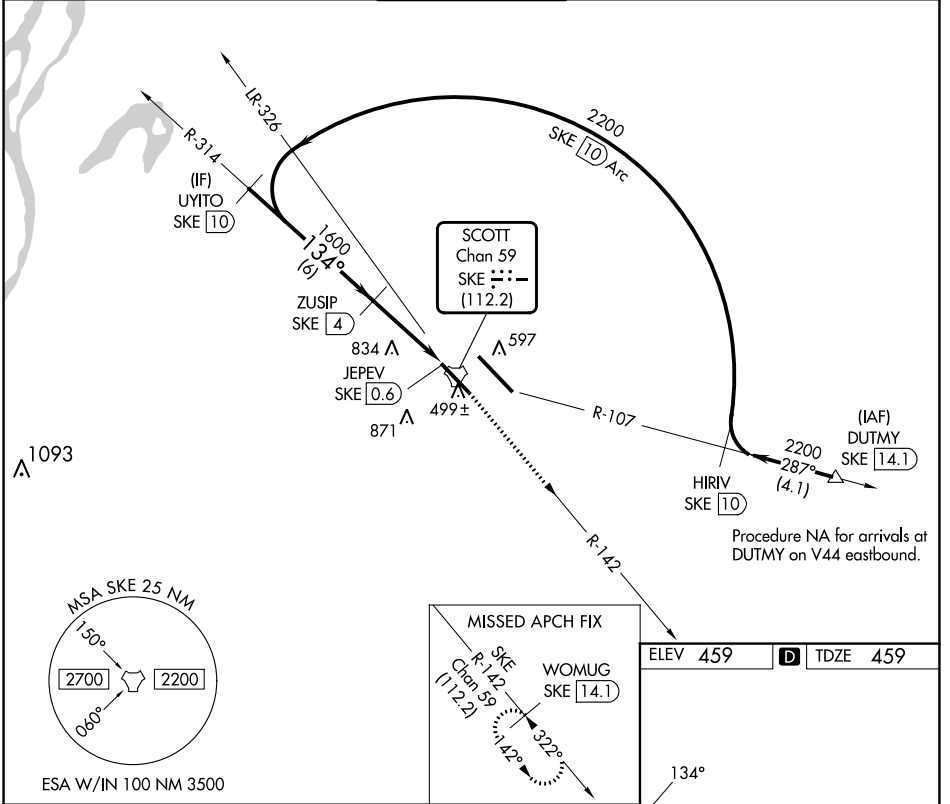 LR-326
R-314
(IF)
UYITO
SKE 10
2200
SKE 10 Arc
1600
134°
(6)
SCOTT
Chan 59
SKE
(112.2)
ZUSIP
SKE 4
834
597
JEPEV
SKE 0.6
499±
871
R-107
(IAF)
DUTMY
SKE 14.1
2200
287°
(4.1)
1093
HIRIV
SKE 10
Procedure NA for arrivals at
DUTMY on V44 eastbound.
R-142
MSA SKE 25 NM
150°
2700
2200
060°
ESA W/IN 100 NM 3500
MISSED APCH FIX
SKE
R-142
Chan 59
(112.2)
WOMUG
SKE 14.1
142°
322°
ELEV 459
D
TDZE 459
134°